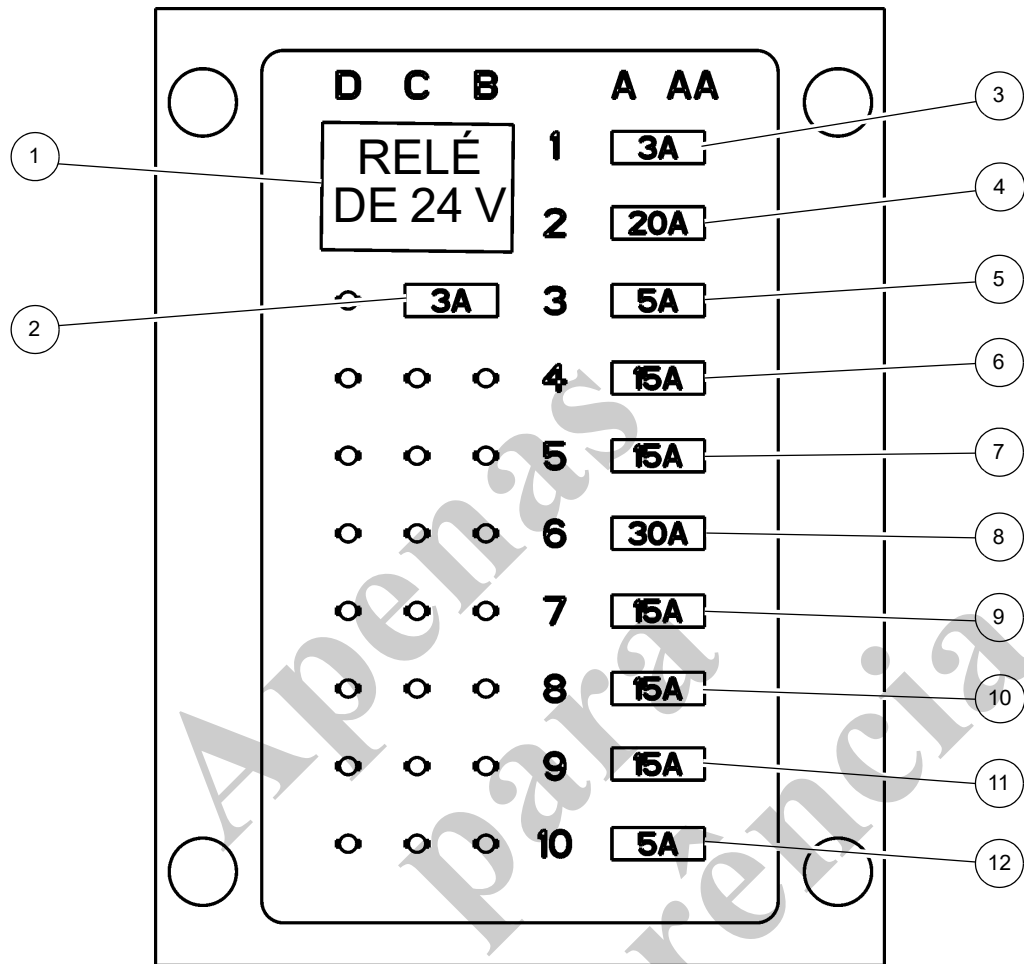 D C B A AA
1 RELÉ DE 24 V 1 3A 3
2 20A 4
2 3A 3 5A 5
4 15A 6
5 15A 7
6 30A 8
7 15A 9
8 15A 10
9 15A 11
10 5A 12
Apenas
para
rência